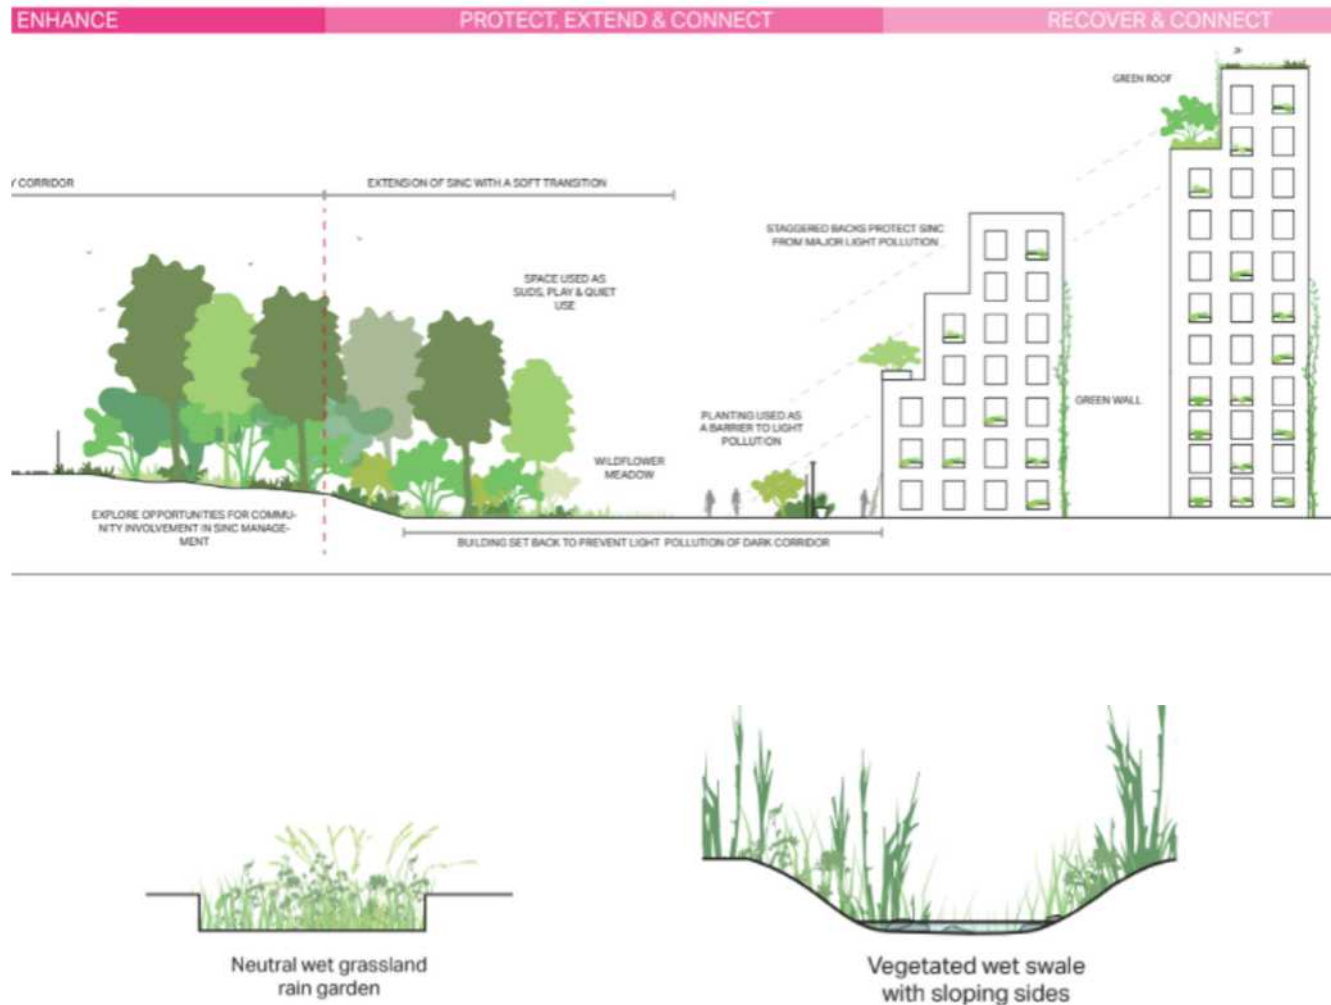 ENHANCE
PROTECT, EXTEND & CONNECT
RECOVER & CONNECT
GREEN ROOF
Y CORRIDOR
EXTENSION OF SINC WITH A SOFT TRANSITION
STAGGERED BACKS PROTECT SINC
FROM MAJOR LIGHT POLLUTION
SPACE USED AS
SUDS, PLAY & QUIET
USE
GREEN WALL
PLANTING USED AS
A BARRIER TO LIGHT
POLLUTION
WILDFLOWER
MEADOW
EXPLORE OPPORTUNITIES FOR COMMU-
NITY INVOLVEMENT IN SINC MANAGE-
MENT
BUILDING SET BACK TO PREVENT LIGHT POLLUTION OF DARK CORRIDOR
Neutral wet grassland
rain garden
Vegetated wet swale
with sloping sides